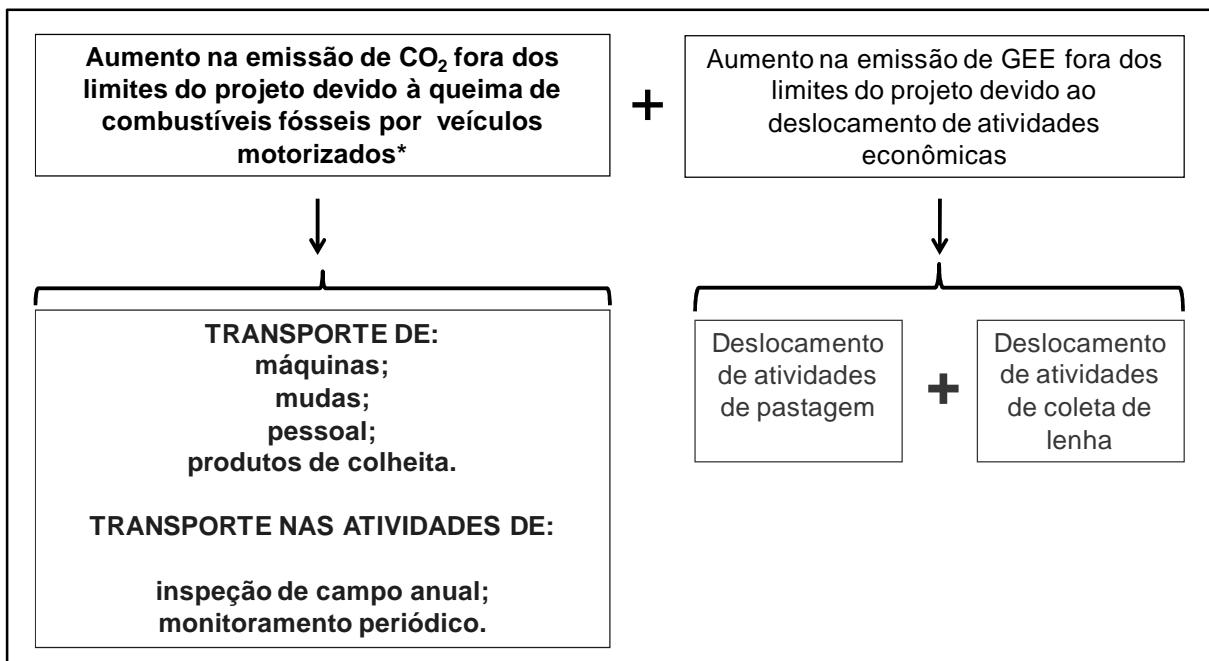 Aumento na emissão de CO₂ fora dos
limites do projeto devido à queima de
combustíveis fósseis por veículos
motorizados*
+
Aumento na emissão de GEE fora dos
limites do projeto devido ao
deslocamento de atividades
econômicas
TRANSPORTE DE:
máquinas;
mudas;
pessoal;
produtos de colheita.
TRANSPORTE NAS ATIVIDADES DE:
inspeção de campo anual;
monitoramento periódico.
Deslocamento
de atividades
de pastagem
+
Deslocamento
de atividades
de coleta de
lenha